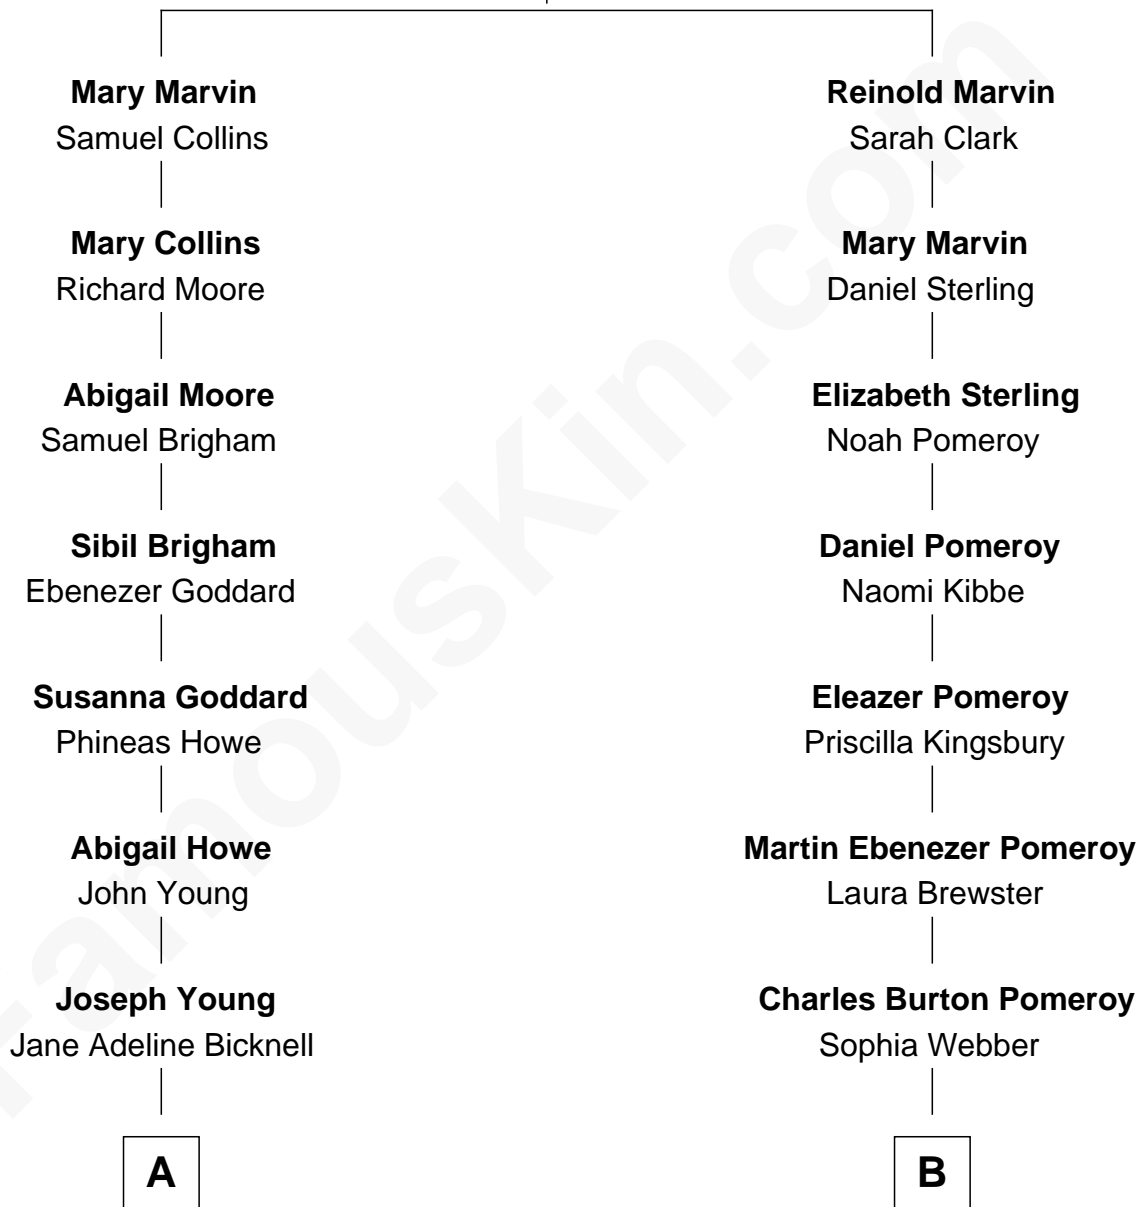 Mary Marvin
Samuel Collins
Mary Collins
Richard Moore
Abigail Moore
Samuel Brigham
Sibil Brigham
Ebenezer Goddard
Susanna Goddard
Phineas Howe
Abigail Howe
John Young
Joseph Young
Jane Adeline Bicknell
A
Reinold Marvin
Sarah Clark
Mary Marvin
Daniel Sterling
Elizabeth Sterling
Noah Pomeroy
Daniel Pomeroy
Naomi Kibbe
Eleazer Pomeroy
Priscilla Kingsbury
Martin Ebenezer Pomeroy
Laura Brewster
Charles Burton Pomeroy
Sophia Webber
B
FamousKin.com